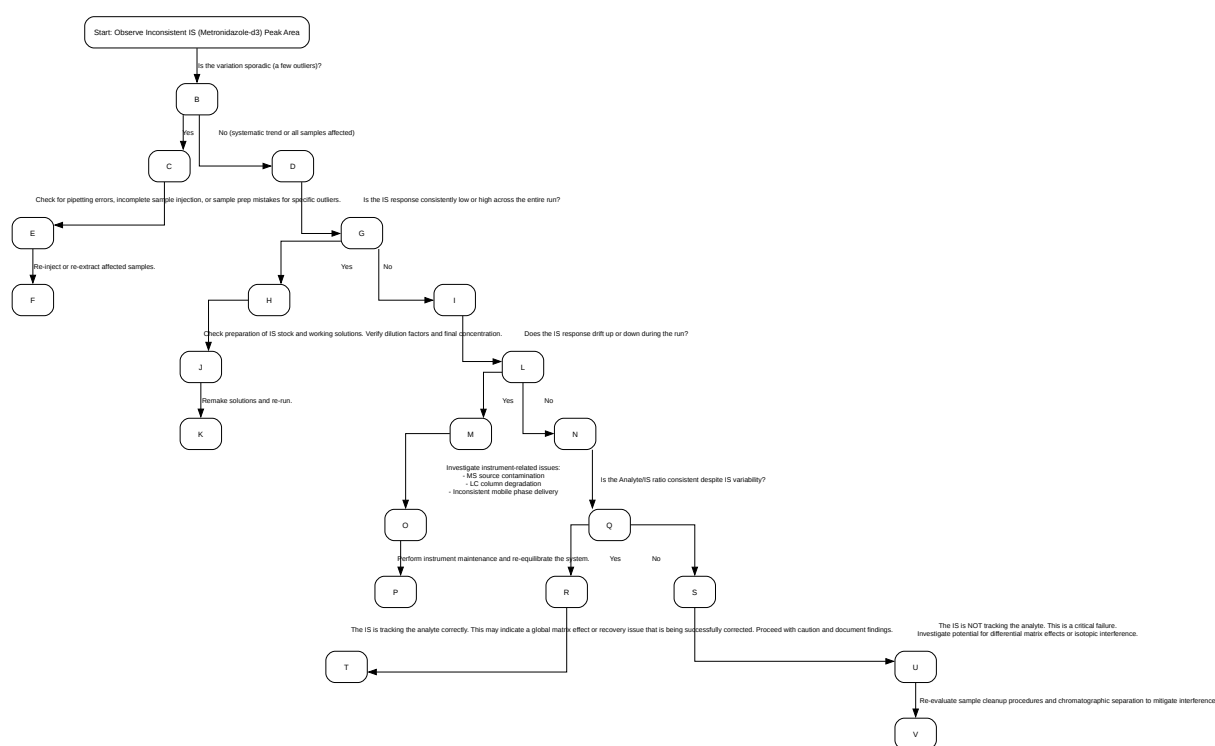 Start: Observe Inconsistent IS (Metronidazole-d3) Peak Area
Is the variation sporadic (a few outliers)?
B
Yes
No (systematic trend or all samples affected)
C
D
Check for pipetting errors, incomplete sample injection, or sample prep mistakes for specific outliers.
Is the IS response consistently low or high across the entire run?
E
G
Re-inject or re-extract affected samples.
Yes
No
F
H
I
Check preparation of IS stock and working solutions. Verify dilution factors and final concentration.
Does the IS response drift up or down during the run?
J
L
Remake solutions and re-run.
Yes
No
K
M
N
Investigate instrument-related issues:
- MS source contamination
- LC column degradation
- Inconsistent mobile phase delivery
Is the Analyte/IS ratio consistent despite IS variability?
O
Q
Perform instrument maintenance and re-equilibrate the system.
Yes
No
P
R
S
The IS is tracking the analyte correctly. This may indicate a global matrix effect or recovery issue that is being successfully corrected. Proceed with caution and document findings.
The IS is NOT tracking the analyte. This is a critical failure.
Investigate potential for differential matrix effects or isotopic interference.
T
U
Re-evaluate sample cleanup procedures and chromatographic separation to mitigate interference
V